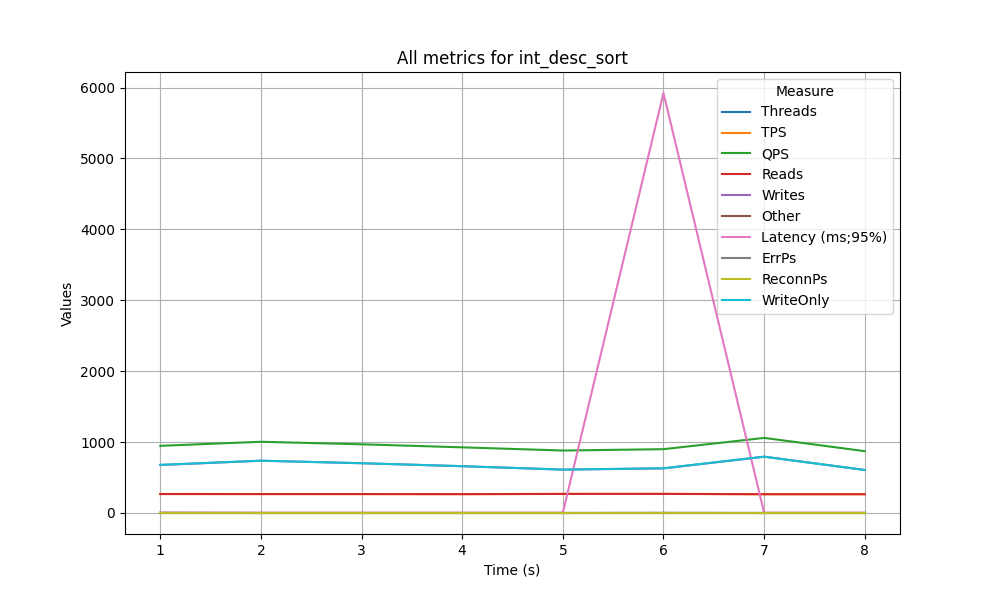 All metrics for int_desc_sort
6000
5000
4000
3000
2000
1000
0
Values
Measure
Threads
TPS
QPS
Reads
Writes
Other
Latency (ms;95%)
ErrPs
ReconnPs
WriteOnly
1 2 3 4 5 6 7 8
Time (s)